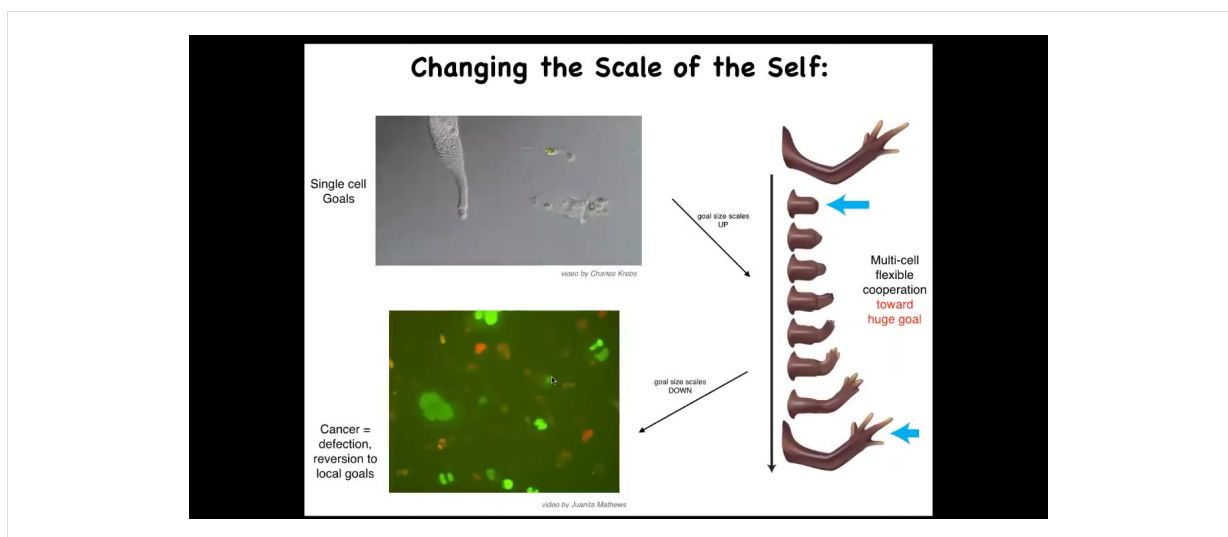 Changing the Scale of the Self:
Single cell
Goals
video by Charles Krebs
goal size scales
UP
Multi-cell
flexible
cooperation
toward
huge goal
goal size scales
DOWN
Cancer =
defection,
reversion to
local goals
video by Juanita Mathews